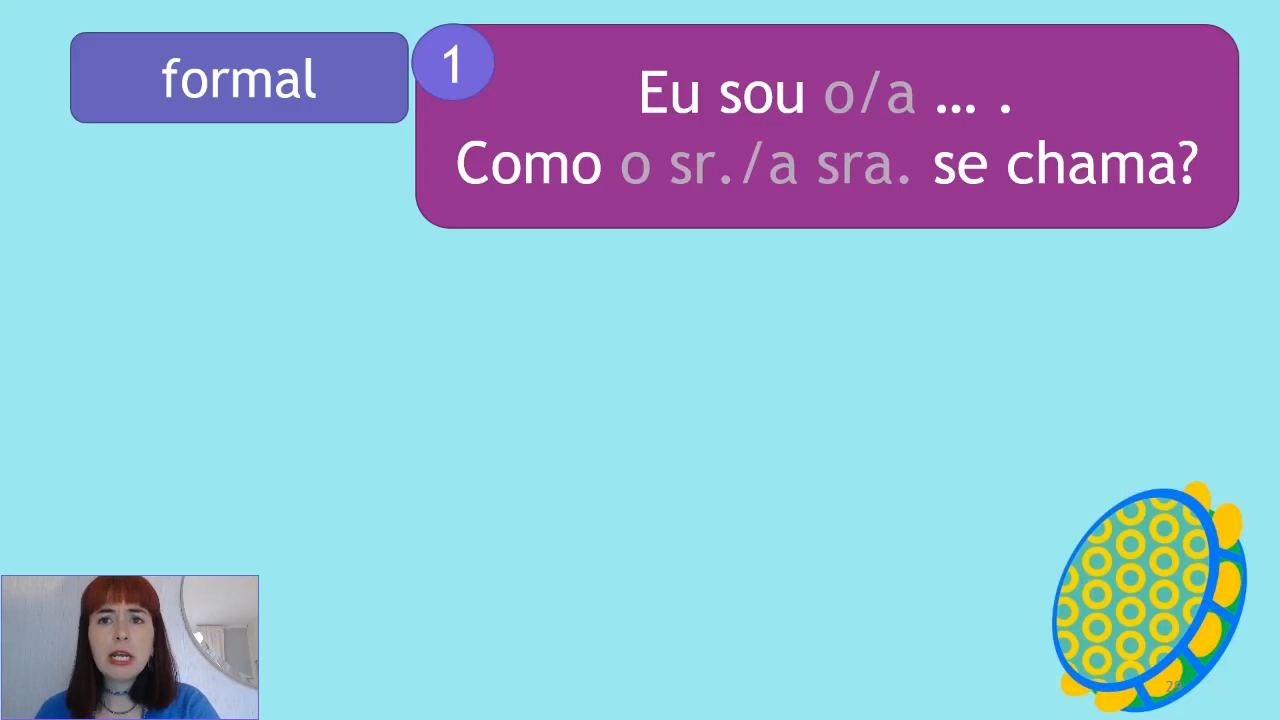 formal
1
Eu sou o/a ... .
Como o sr./a sra. se chama?